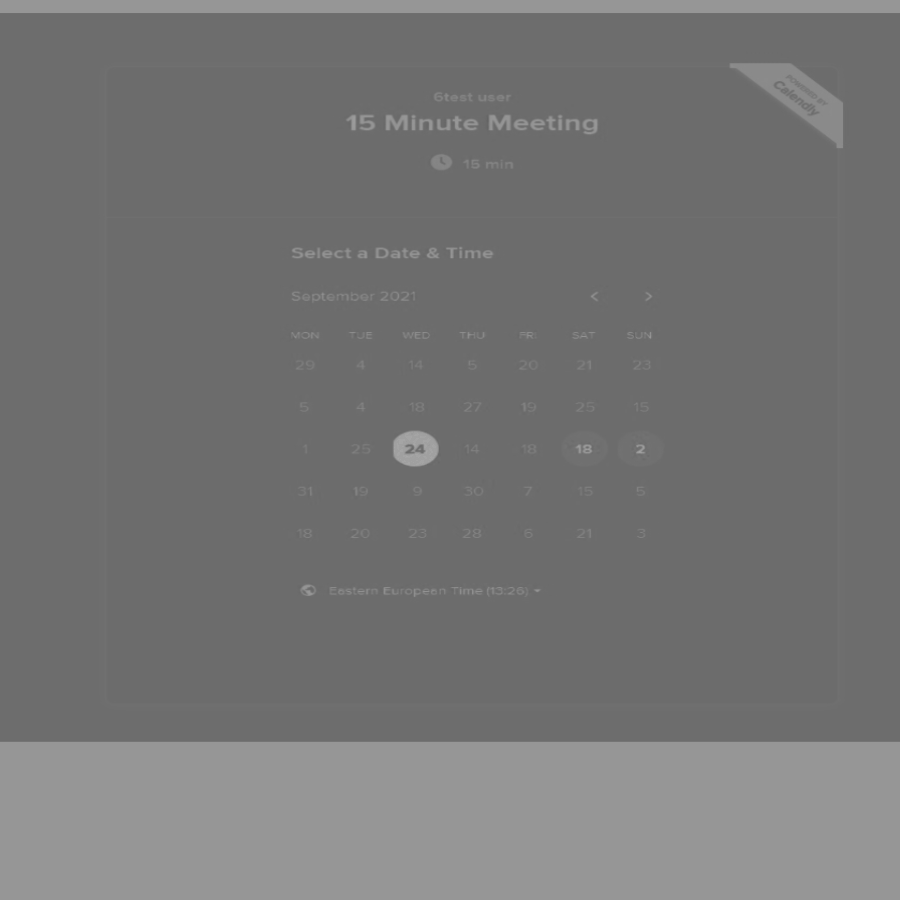 POWERED BY
Calendly
6test user
15 Minute Meeting
15 min
Select a Date & Time
September 2021 < >
MON TUE WED THU FRI SAT SUN
29 4 14 5 20 21 23
5 4 18 27 19 25 15
1 25 24 14 18 18 2
31 19 9 30 7 15 5
18 20 23 28 6 21 3
Eastern European Time (13:26)